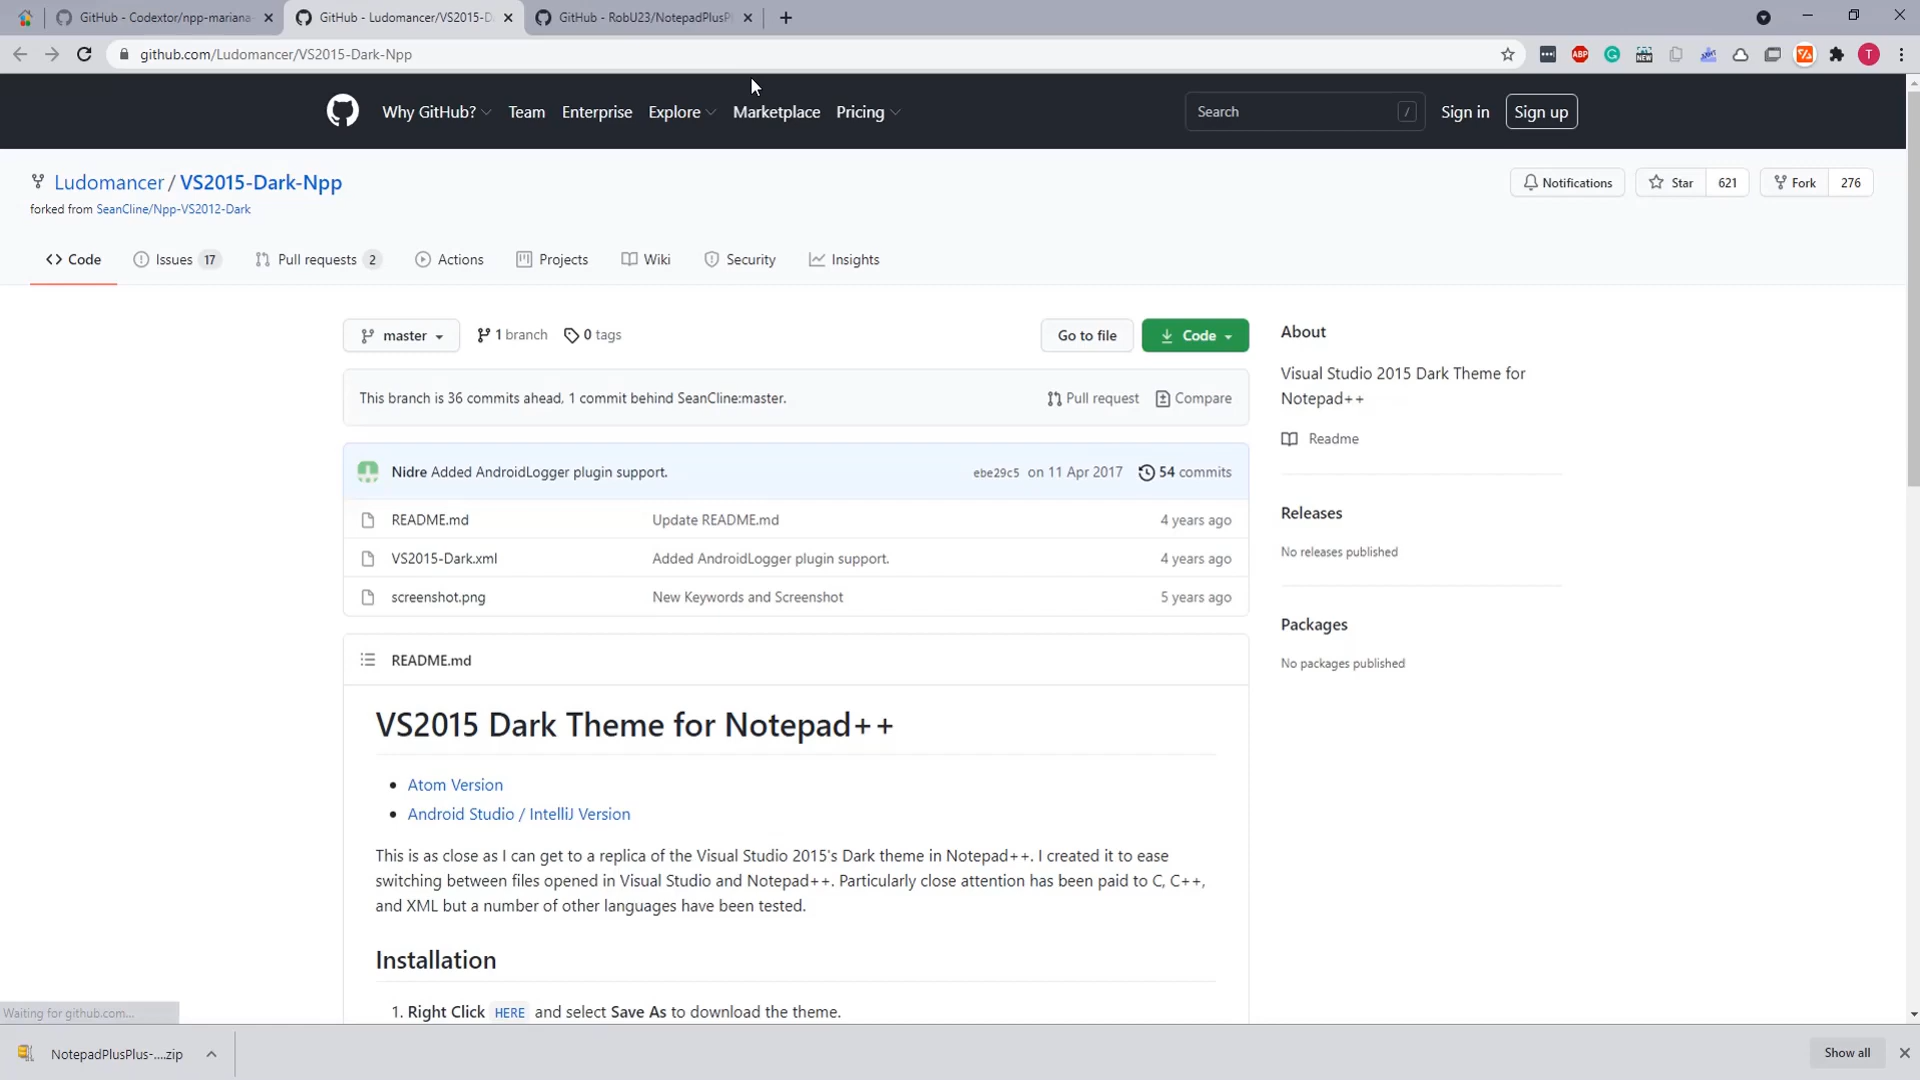 GitHub - Codextor/npp-mariana-
GitHub - Ludomancer/VS2015-D
GitHub - RobU23/NotepadPlusP
github.com/Ludomancer/VS2015-Dark-Npp
ABP
NEW
T
Why GitHub?
Team
Enterprise
Explore
Marketplace
Pricing
Search
/
Sign in
Sign up
Ludomancer / VS2015-Dark-Npp
forked from SeanCline/Npp-VS2012-Dark
Notifications
Star 621
Fork 276
Code
Issues 17
Pull requests 2
Actions
Projects
Wiki
Security
Insights
master
1 branch
0 tags
Go to file
Code
This branch is 36 commits ahead, 1 commit behind SeanCline:master.
Pull request
Compare
Nidre Added AndroidLogger plugin support.
ebe29c5 on 11 Apr 2017
54 commits
README.md
Update README.md
4 years ago
VS2015-Dark.xml
Added AndroidLogger plugin support.
4 years ago
screenshot.png
New Keywords and Screenshot
5 years ago
README.md
VS2015 Dark Theme for Notepad++
• Atom Version
• Android Studio / IntelliJ Version
This is as close as I can get to a replica of the Visual Studio 2015's Dark theme in Notepad++. I created it to ease
switching between files opened in Visual Studio and Notepad++. Particularly close attention has been paid to C, C++,
and XML but a number of other languages have been tested.
Installation
1. Right Click HERE and select Save As to download the theme.
About
Visual Studio 2015 Dark Theme for
Notepad++
Readme
Releases
No releases published
Packages
No packages published
Waiting for github.com...
NotepadPlusPlus-....zip
Show all